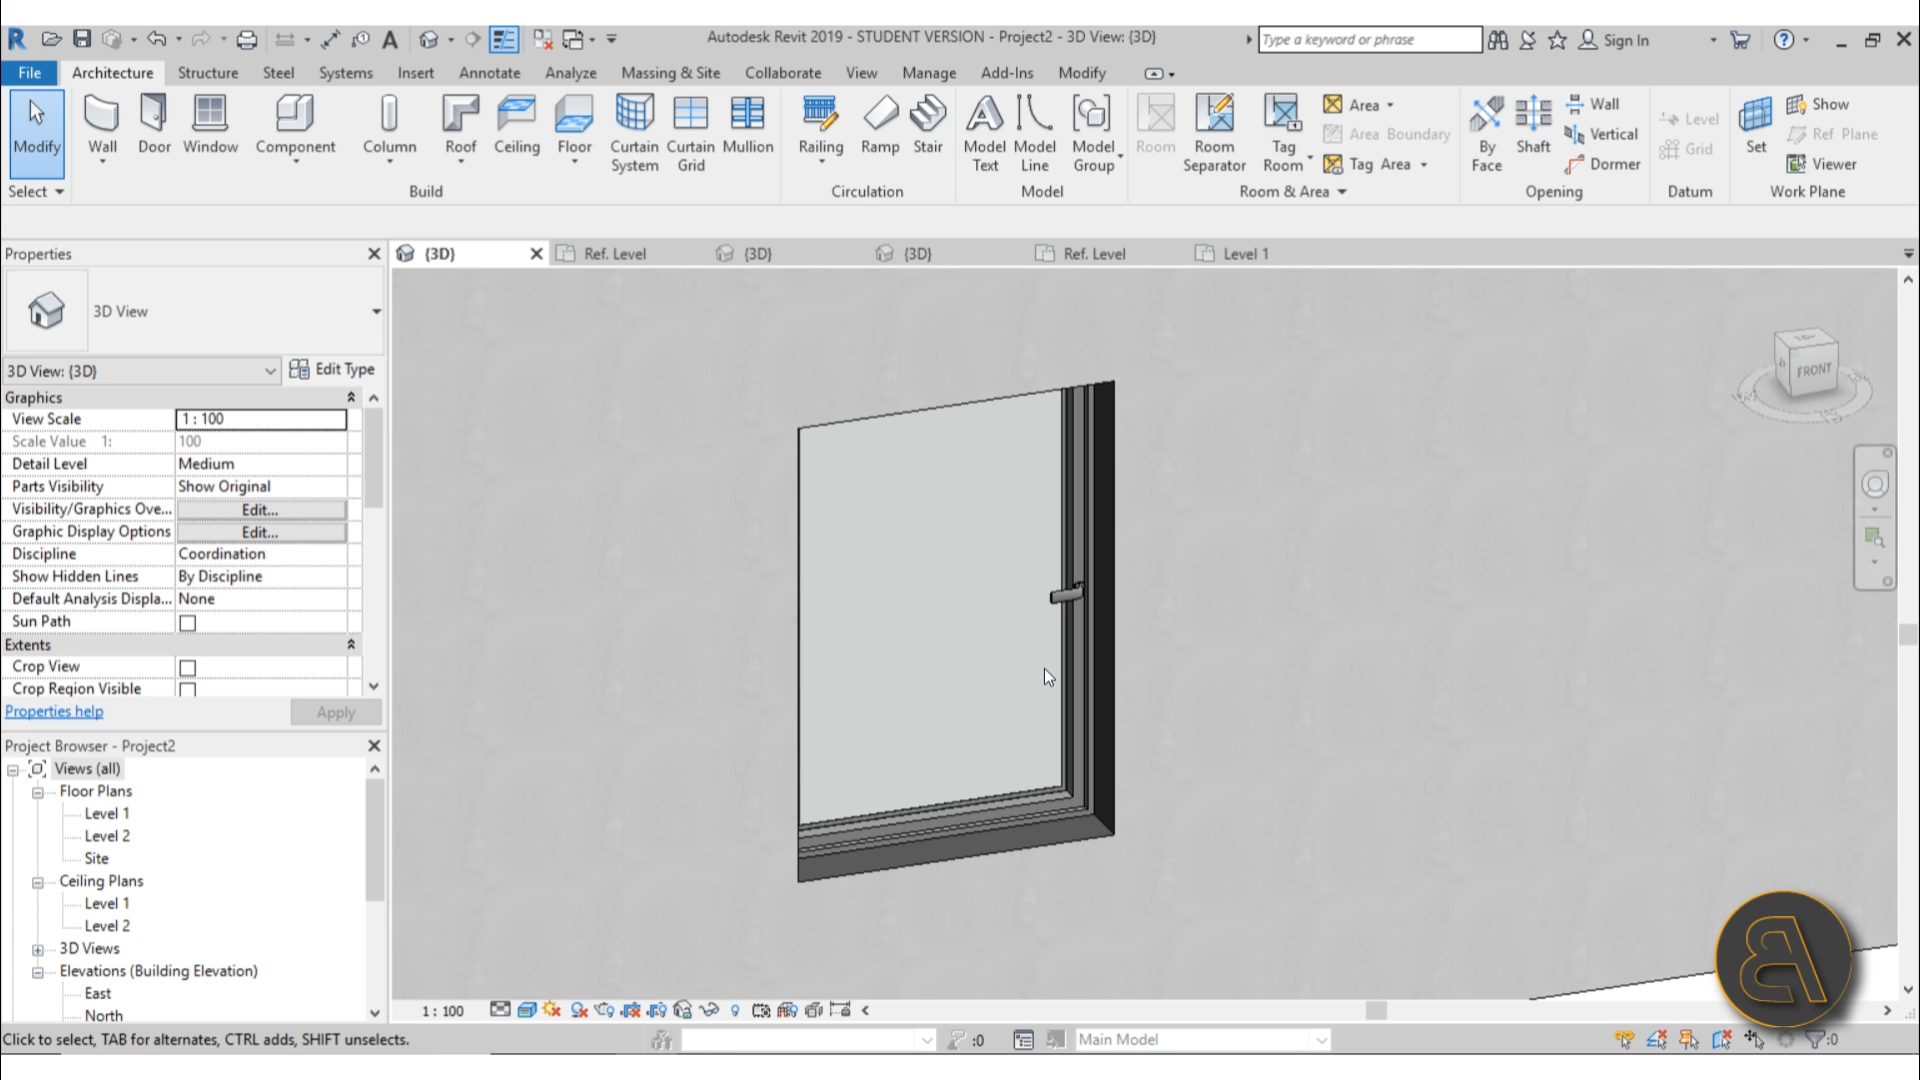 Autodesk Revit 2019 - STUDENT VERSION - Project2 - 3D View: {3D}
Type a keyword or phrase
Sign In
File Architecture Structure Steel Systems Insert Annotate Analyze Massing & Site Collaborate View Manage Add-Ins Modify
Modify Wall Door Window Component Column Roof Ceiling Floor Curtain System Curtain Grid Mullion Railing Ramp Stair Model Text Model Line Model Group Room Room Separator Tag Room
Area
Area Boundary
Tag Area
By Face Shaft
Wall
Vertical
Dormer
Level
Grid
Set
Show
Ref Plane
Viewer
Select Build Circulation Model Room & Area Opening Datum Work Plane
Properties
{3D} Ref. Level {3D} {3D} Ref. Level Level 1
3D View
3D View: {3D} Edit Type
Graphics
View Scale 1 : 100
Scale Value 1: 100
Detail Level Medium
Parts Visibility Show Original
Visibility/Graphics Ove... Edit...
Graphic Display Options Edit...
Discipline Coordination
Show Hidden Lines By Discipline
Default Analysis Displa... None
Sun Path
Extents
Crop View
Crop Region Visible
Properties help Apply
FRONT
Project Browser - Project2
Views (all)
Floor Plans
Level 1
Level 2
Site
Ceiling Plans
Level 1
Level 2
3D Views
Elevations (Building Elevation)
East
North
1 : 100
Click to select, TAB for alternates, CTRL adds, SHIFT unselects.
:0
Main Model
:0